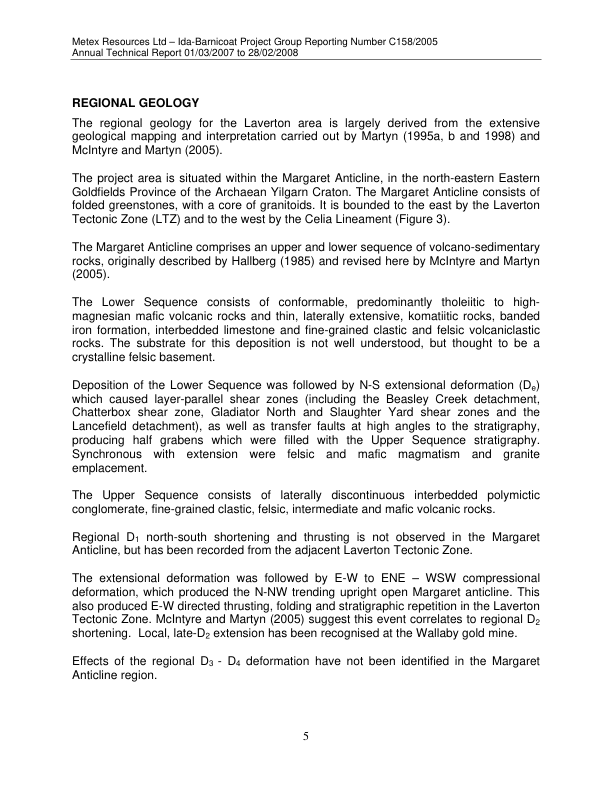 Metex Resources Ltd – Ida-Barnicoat Project Group Reporting Number C158/2005
Annual Technical Report 01/03/2007 to 28/02/2008
REGIONAL GEOLOGY
The regional geology for the Laverton area is largely derived from the extensive
geological mapping and interpretation carried out by Martyn (1995a, b and 1998) and
McIntyre and Martyn (2005).
The project area is situated within the Margaret Anticline, in the north-eastern Eastern
Goldfields Province of the Archaean Yilgarn Craton. The Margaret Anticline consists of
folded greenstones, with a core of granitoids. It is bounded to the east by the Laverton
Tectonic Zone (LTZ) and to the west by the Celia Lineament (Figure 3).
The Margaret Anticline comprises an upper and lower sequence of volcano-sedimentary
rocks, originally described by Hallberg (1985) and revised here by McIntyre and Martyn
(2005).
The Lower Sequence consists of conformable, predominantly tholeiitic to high-
magnesian mafic volcanic rocks and thin, laterally extensive, komatiitic rocks, banded
iron formation, interbedded limestone and fine-grained clastic and felsic volcaniclastic
rocks. The substrate for this deposition is not well understood, but thought to be a
crystalline felsic basement.
Deposition of the Lower Sequence was followed by N-S extensional deformation (De)
which caused layer-parallel shear zones (including the Beasley Creek detachment,
Chatterbox shear zone, Gladiator North and Slaughter Yard shear zones and the
Lancefield detachment), as well as transfer faults at high angles to the stratigraphy,
producing half grabens which were filled with the Upper Sequence stratigraphy.
Synchronous with extension were felsic and mafic magmatism and granite
emplacement.
The Upper Sequence consists of laterally discontinuous interbedded polymictic
conglomerate, fine-grained clastic, felsic, intermediate and mafic volcanic rocks.
Regional D1 north-south shortening and thrusting is not observed in the Margaret
Anticline, but has been recorded from the adjacent Laverton Tectonic Zone.
The extensional deformation was followed by E-W to ENE – WSW compressional
deformation, which produced the N-NW trending upright open Margaret anticline. This
also produced E-W directed thrusting, folding and stratigraphic repetition in the Laverton
Tectonic Zone. McIntyre and Martyn (2005) suggest this event correlates to regional D2
shortening. Local, late-D2 extension has been recognised at the Wallaby gold mine.
Effects of the regional D3 - D4 deformation have not been identified in the Margaret
Anticline region.
5